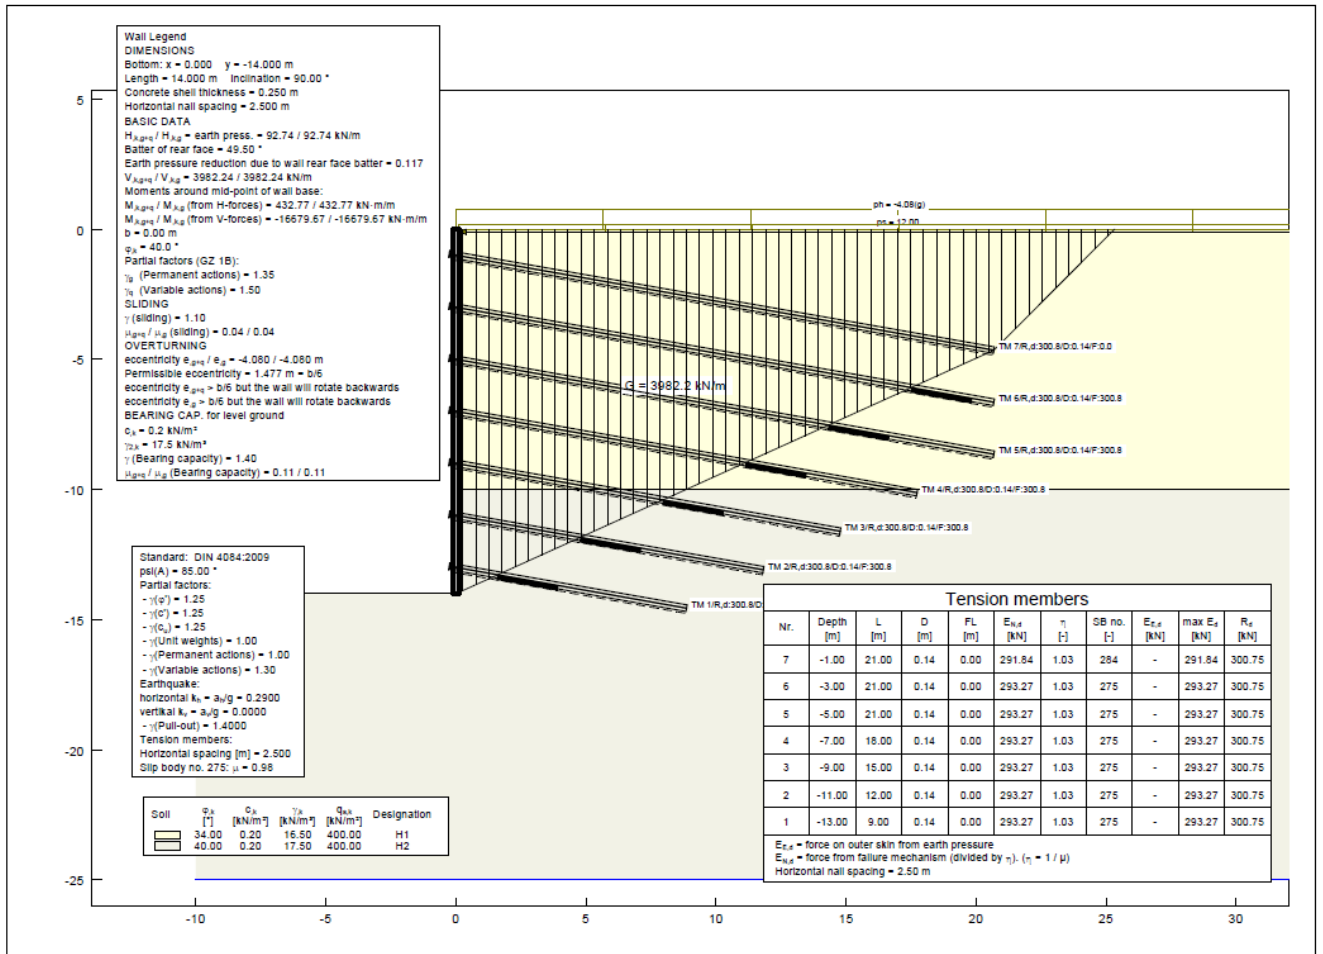 Wall Legend
DIMENSIONS
Bottom: x = 0.000 y = -14.000 m
Length = 14.000 m Inclination = 90.00 °
Concrete shell thickness = 0.250 m
Horizontal nail spacing = 2.500 m
BASIC DATA
H,k,g+q / H,k,g = earth press. = 92.74 / 92.74 kN/m
Batter of rear face = 49.50 °
Earth pressure reduction due to wall rear face batter = 0.117
V,k,g+q / V,k,g = 3982.24 / 3982.24 kN/m
Moments around mid-point of wall base:
M,k,g+q / M,k,g (from H-forces) = 432.77 / 432.77 kN·m/m
M,k,g+q / M,k,g (from V-forces) = -16679.67 / -16679.67 kN·m/m
b = 0.00 m
φ,k = 40.0 °
Partial factors (GZ 1B):
γg (Permanent actions) = 1.35
γq (Variable actions) = 1.50
SLIDING
γ (sliding) = 1.10
μ,g+q / μ,g (sliding) = 0.04 / 0.04
OVERTURNING
eccentricity e,g+q / e,g = -4.080 / -4.080 m
Permissible eccentricity = 1.477 m = b/6
eccentricity e,g+q > b/6 but the wall will rotate backwards
eccentricity e,g > b/6 but the wall will rotate backwards
BEARING CAP. for level ground
c,k = 0.2 kN/m²
γ2,k = 17.5 kN/m³
γ (Bearing capacity) = 1.40
μ,g+q / μ,g (Bearing capacity) = 0.11 / 0.11
ph = -4.08(g)
ps = 12.00
G = 3982.2 kN/m
TM 7/R,d:300.8/D:0.14/F:0.0
TM 6/R,d:300.8/D:0.14/F:300.8
TM 5/R,d:300.8/D:0.14/F:300.8
TM 4/R,d:300.8/D:0.14/F:300.8
TM 3/R,d:300.8/D:0.14/F:300.8
TM 2/R,d:300.8/D:0.14/F:300.8
TM 1/R,d:300.8/D:
Standard: DIN 4084:2009
psi(A) = 85.00 °
Partial factors:
- γ(φ') = 1.25
- γ(c') = 1.25
- γ(cu) = 1.25
- γ(Unit weights) = 1.00
- γ(Permanent actions) = 1.00
- γ(Variable actions) = 1.30
Earthquake:
horizontal kh = ah/g = 0.2900
vertikal kv = av/g = 0.0000
- γ(Pull-out) = 1.4000
Tension members:
Horizontal spacing [m] = 2.500
Slip body no. 275: μ = 0.98
Soil φ,k [°] c,k [kN/m²] γ,k [kN/m³] qs,k [kN/m²] Designation
34.00 0.20 16.50 400.00 H1
40.00 0.20 17.50 400.00 H2
Tension members
Nr. Depth [m] L [m] D [m] FL [m] EN,d [kN] η [-] SB no. [-] EE,d [kN] max Ed [kN] Rd [kN]
7 -1.00 21.00 0.14 0.00 291.84 1.03 284 - 291.84 300.75
6 -3.00 21.00 0.14 0.00 293.27 1.03 275 - 293.27 300.75
5 -5.00 21.00 0.14 0.00 293.27 1.03 275 - 293.27 300.75
4 -7.00 18.00 0.14 0.00 293.27 1.03 275 - 293.27 300.75
3 -9.00 15.00 0.14 0.00 293.27 1.03 275 - 293.27 300.75
2 -11.00 12.00 0.14 0.00 293.27 1.03 275 - 293.27 300.75
1 -13.00 9.00 0.14 0.00 293.27 1.03 275 - 293.27 300.75
EE,d = force on outer skin from earth pressure
EN,d = force from failure mechanism (divided by η). (η = 1 / μ)
Horizontal nail spacing = 2.50 m
5
0
-5
-10
-15
-20
-25
-10 -5 0 5 10 15 20 25 30